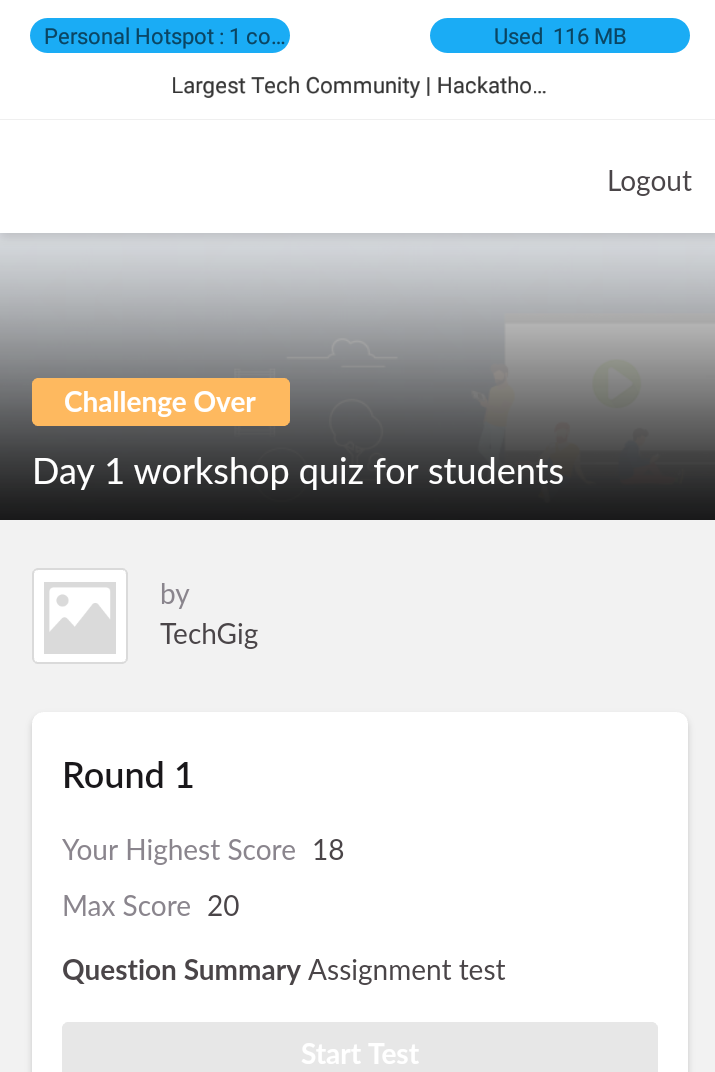 Personal Hotspot : 1 co... Used 116 MB
Largest Tech Community | Hackatho...
Logout
Challenge Over
Day 1 workshop quiz for students
by
TechGig
Round 1
Your Highest Score 18
Max Score 20
Question Summary Assignment test
Start Test